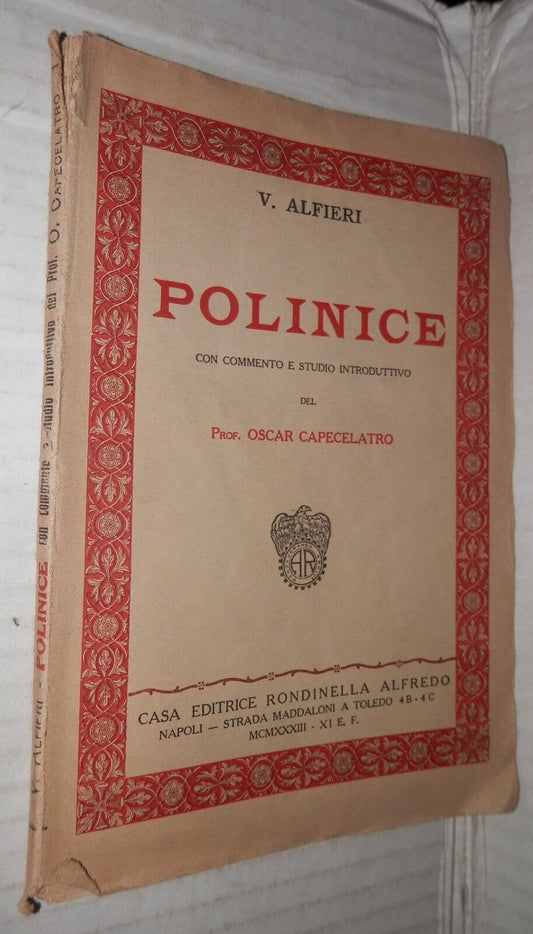 V. ALFIERI
POLINICE
CON COMMENTO E STUDIO INTRODUTTIVO
DEL
PROF. OSCAR CAPECELATRO
AR
CASA EDITRICE RONDINELLA ALFREDO
NAPOLI — STRADA MADDALONI A TOLEDO 4B-4C
MCMXXXIII - XI E. F.
V. ALFIERI - POLINICE con commento e studio introduttivo del Prof. O. CAPECELATRO